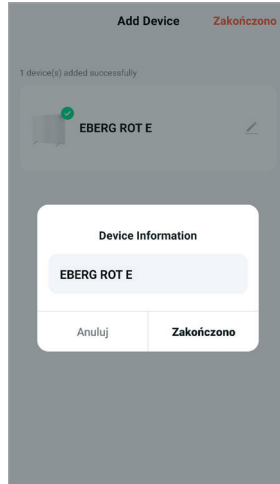 Add Device Zakończono
1 device(s) added successfully
EBERG ROT E
Device Information
EBERG ROT E
Anuluj Zakończono